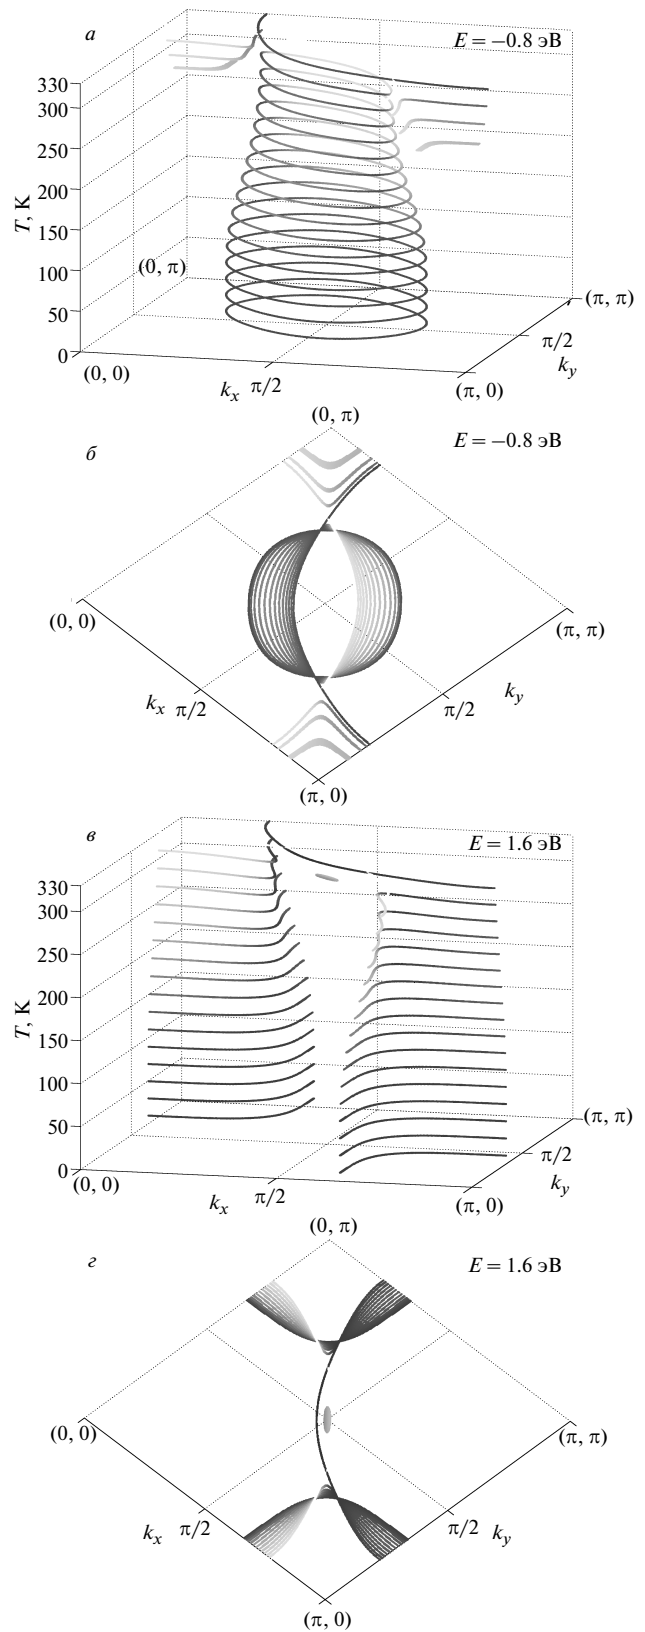 а
E = −0.8 эВ
330
300
250
200
150
100
50
0
T, К
(0, π)
(0, 0)
k_x π/2
(π, 0)
π/2
k_y
(π, π)
б
(0, π)
E = −0.8 эВ
(0, 0)
(π, π)
k_x π/2
π/2
k_y
(π, 0)
в
E = 1.6 эВ
330
300
250
200
150
100
50
0
T, К
(0, 0)
k_x
π/2
(π, 0)
π/2
k_y
(π, π)
г
(0, π)
E = 1.6 эВ
(0, 0)
(π, π)
k_x π/2
π/2 k_y
(π, 0)